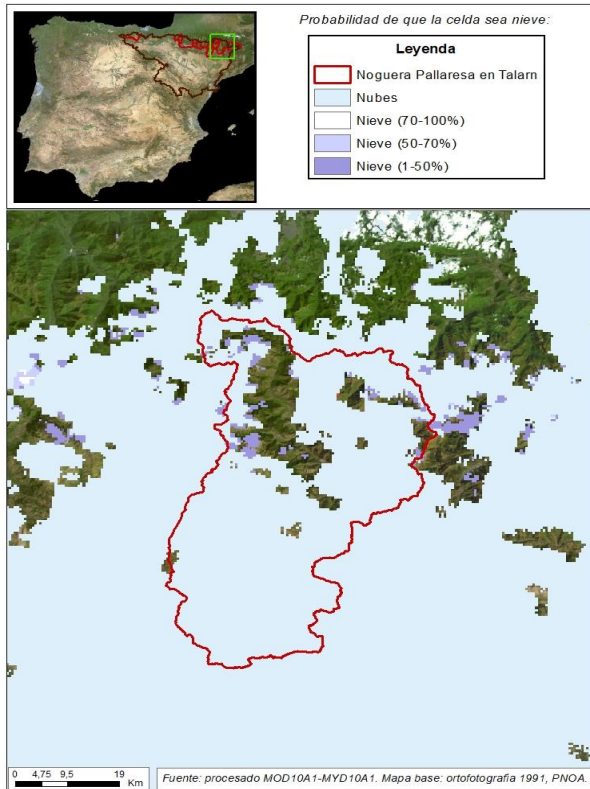 Probabilidad de que la celda sea nieve:
Leyenda
Noguera Pallaresa en Talarn
Nubes
Nieve (70-100%)
Nieve (50-70%)
Nieve (1-50%)
0 4,75 9,5 19
Km
Fuente: procesado MOD10A1-MYD10A1. Mapa base: ortofotografia 1991, PNOA.